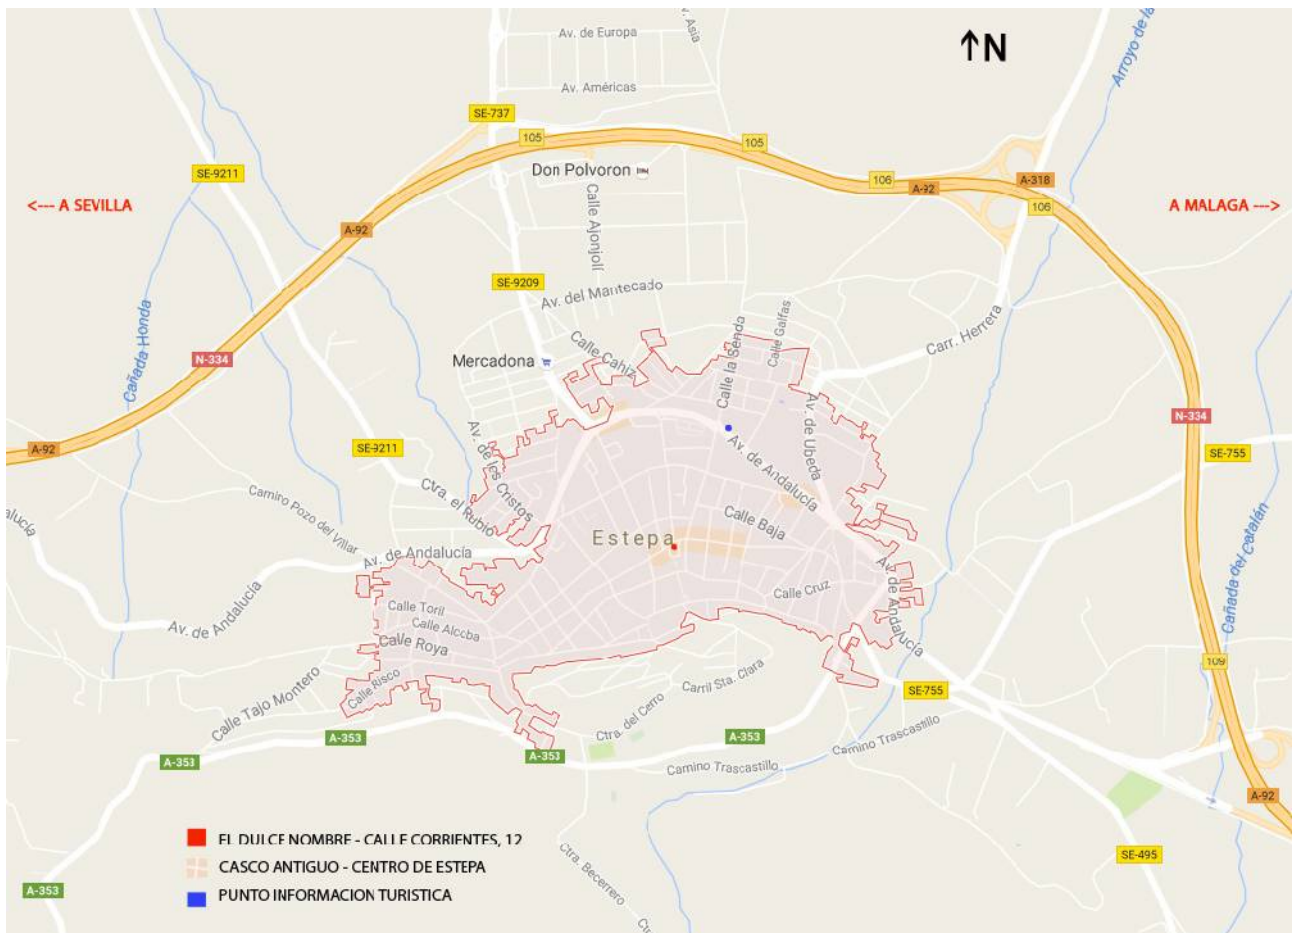 Av. Asia
Av. de Europa
↑N
Arroyo de la
Av. Américas
SE-737
105
105
Don Polvoron
SE-9211
106
A-92
A-318
106
<--- A SEVILLA
A MALAGA --->
Calle Ajonjolí
A-92
SE-9209
Av. del Mantecado
Cañada Honda
Calle la Senda
Calle Galfas
Carr. Herrera
N-334
Mercadona
Calle Cahiz
N-334
A-92
SE-9211
Av. de los Cristos
Av. de Andalucía
Av. de Ubeda
SE-755
Camino Pozo del Villar
Ctra. el Rubio
Calle Baja
alucía
Estepa
Cañada del Catalán
Av. de Andalucía
Av. de Andalucía
Calle Cruz
Calle Toril
Av. de Andalucía
Calle Alcoba
Calle Roya
109
Calle Risco
Carril Sta. Clara
SE-755
Calle Tajo Montero
Ctra. del Cerro
Camino Trascastillo
A-353
A-353
A-353
A-353
Camino Trascastillo
A-92
EL DULCE NOMBRE - CALLE CORRIENTES, 12
Ctra. Becerrero
SE-495
CASCO ANTIGUO - CENTRO DE ESTEPA
A-353
PUNTO INFORMACION TURISTICA